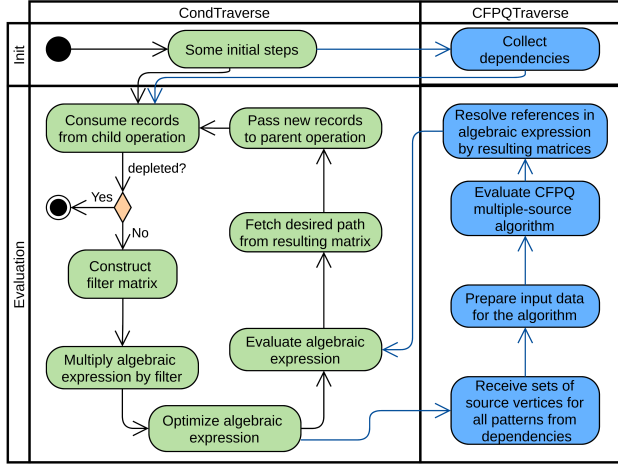 CondTraverse
CFPQTraverse
Init
Some initial steps
Collect
dependencies
Evaluation
Consume records
from child operation
Pass new records
to parent operation
Resolve references in
algebraic expression
by resulting matrices
depleted?
Yes
No
Evaluate CFPQ
multiple-source
algorithm
Fetch desired path
from resulting matrix
Construct
filter matrix
Prepare input data
for the algorithm
Evaluate algebraic
expression
Multiply algebraic
expression by filter
Receive sets of
source vertices for
all patterns from
dependencies
Optimize algebraic
expression